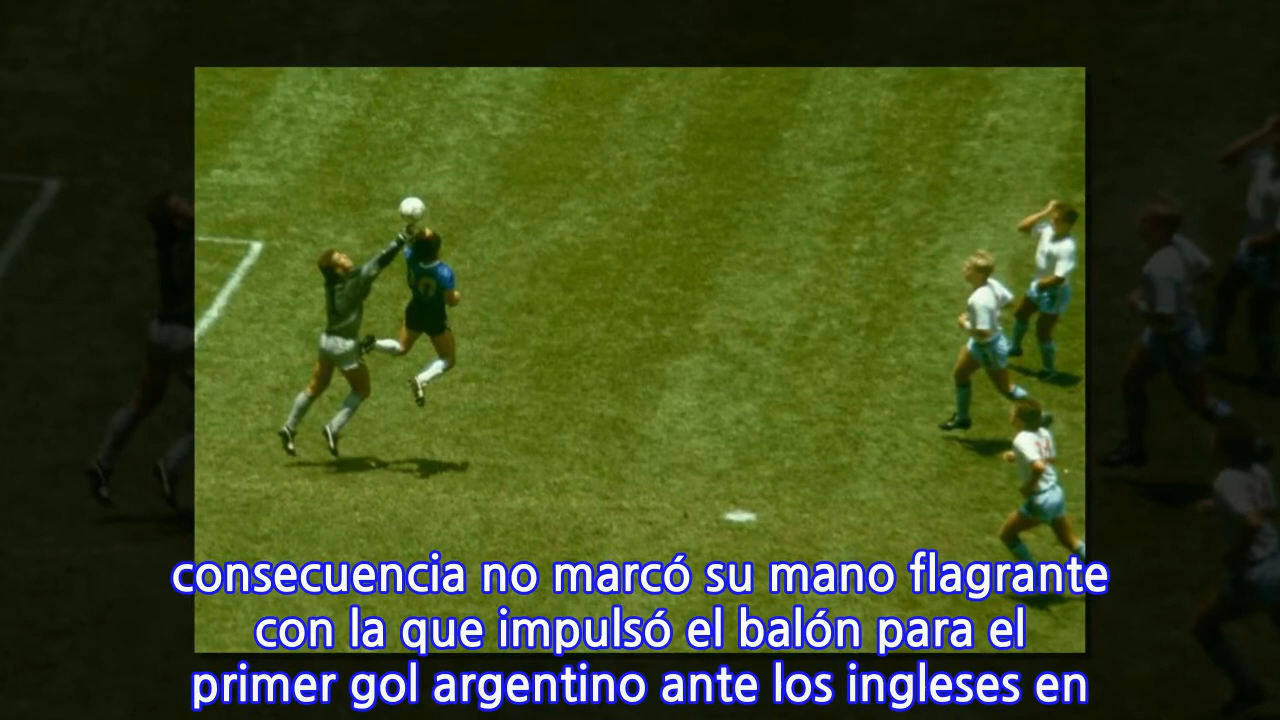 consecuencia no marcó su mano flagrante
con la que impulsó el balón para el
primer gol argentino ante los ingleses en